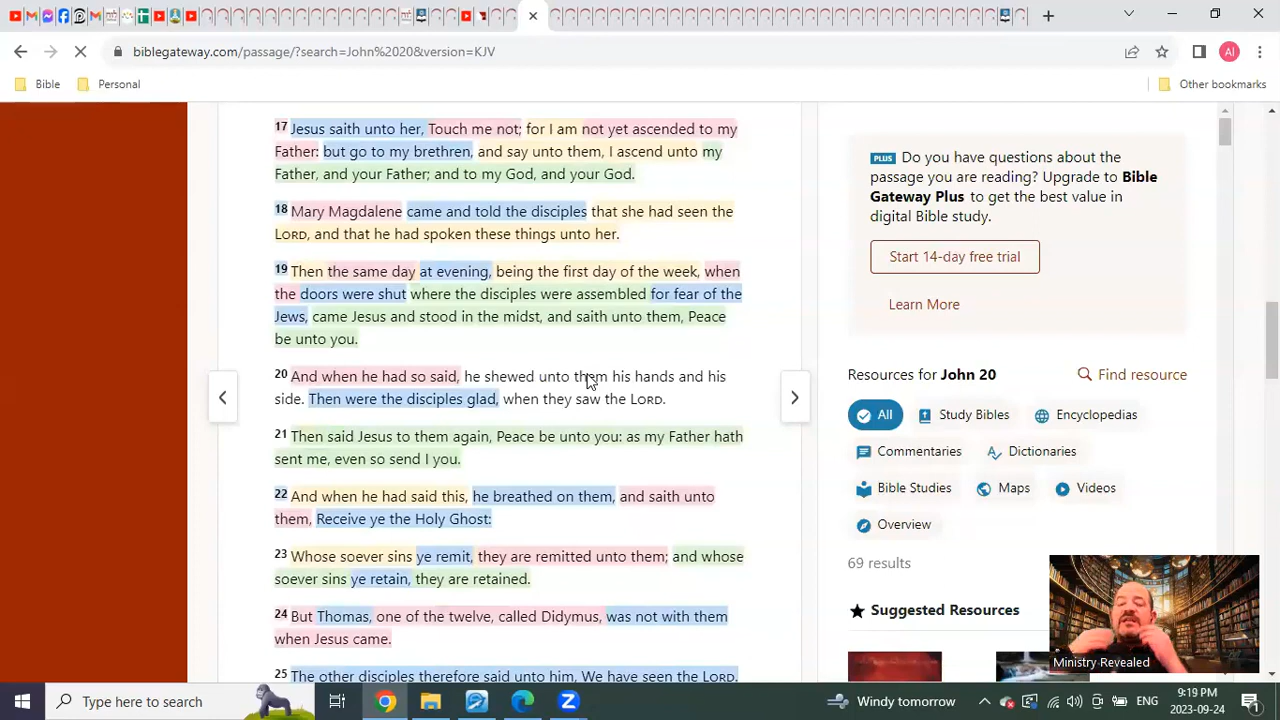 biblegateway.com/passage/?search=John%2020&version=KJV
AI
Bible
Personal
Other bookmarks
17 Jesus saith unto her, Touch me not; for I am not yet ascended to my
Father: but go to my brethren, and say unto them, I ascend unto my
Father, and your Father; and to my God, and your God.
18 Mary Magdalene came and told the disciples that she had seen the
LORD, and that he had spoken these things unto her.
19 Then the same day at evening, being the first day of the week, when
the doors were shut where the disciples were assembled for fear of the
Jews, came Jesus and stood in the midst, and saith unto them, Peace
be unto you.
20 And when he had so said, he shewed unto them his hands and his
side. Then were the disciples glad, when they saw the LORD.
21 Then said Jesus to them again, Peace be unto you: as my Father hath
sent me, even so send I you.
22 And when he had said this, he breathed on them, and saith unto
them, Receive ye the Holy Ghost:
23 Whose soever sins ye remit, they are remitted unto them; and whose
soever sins ye retain, they are retained.
24 But Thomas, one of the twelve, called Didymus, was not with them
when Jesus came.
25 The other disciples therefore said unto him, We have seen the LORD.
PLUS Do you have questions about the
passage you are reading? Upgrade to Bible
Gateway Plus to get the best value in
digital Bible study.
Start 14-day free trial
Learn More
Resources for John 20
Find resource
All
Study Bibles
Encyclopedias
Commentaries
Dictionaries
Bible Studies
Maps
Videos
Overview
69 results
Suggested Resources
Ministry Revealed
Type here to search
Windy tomorrow
ENG
9:19 PM
2023-09-24
1